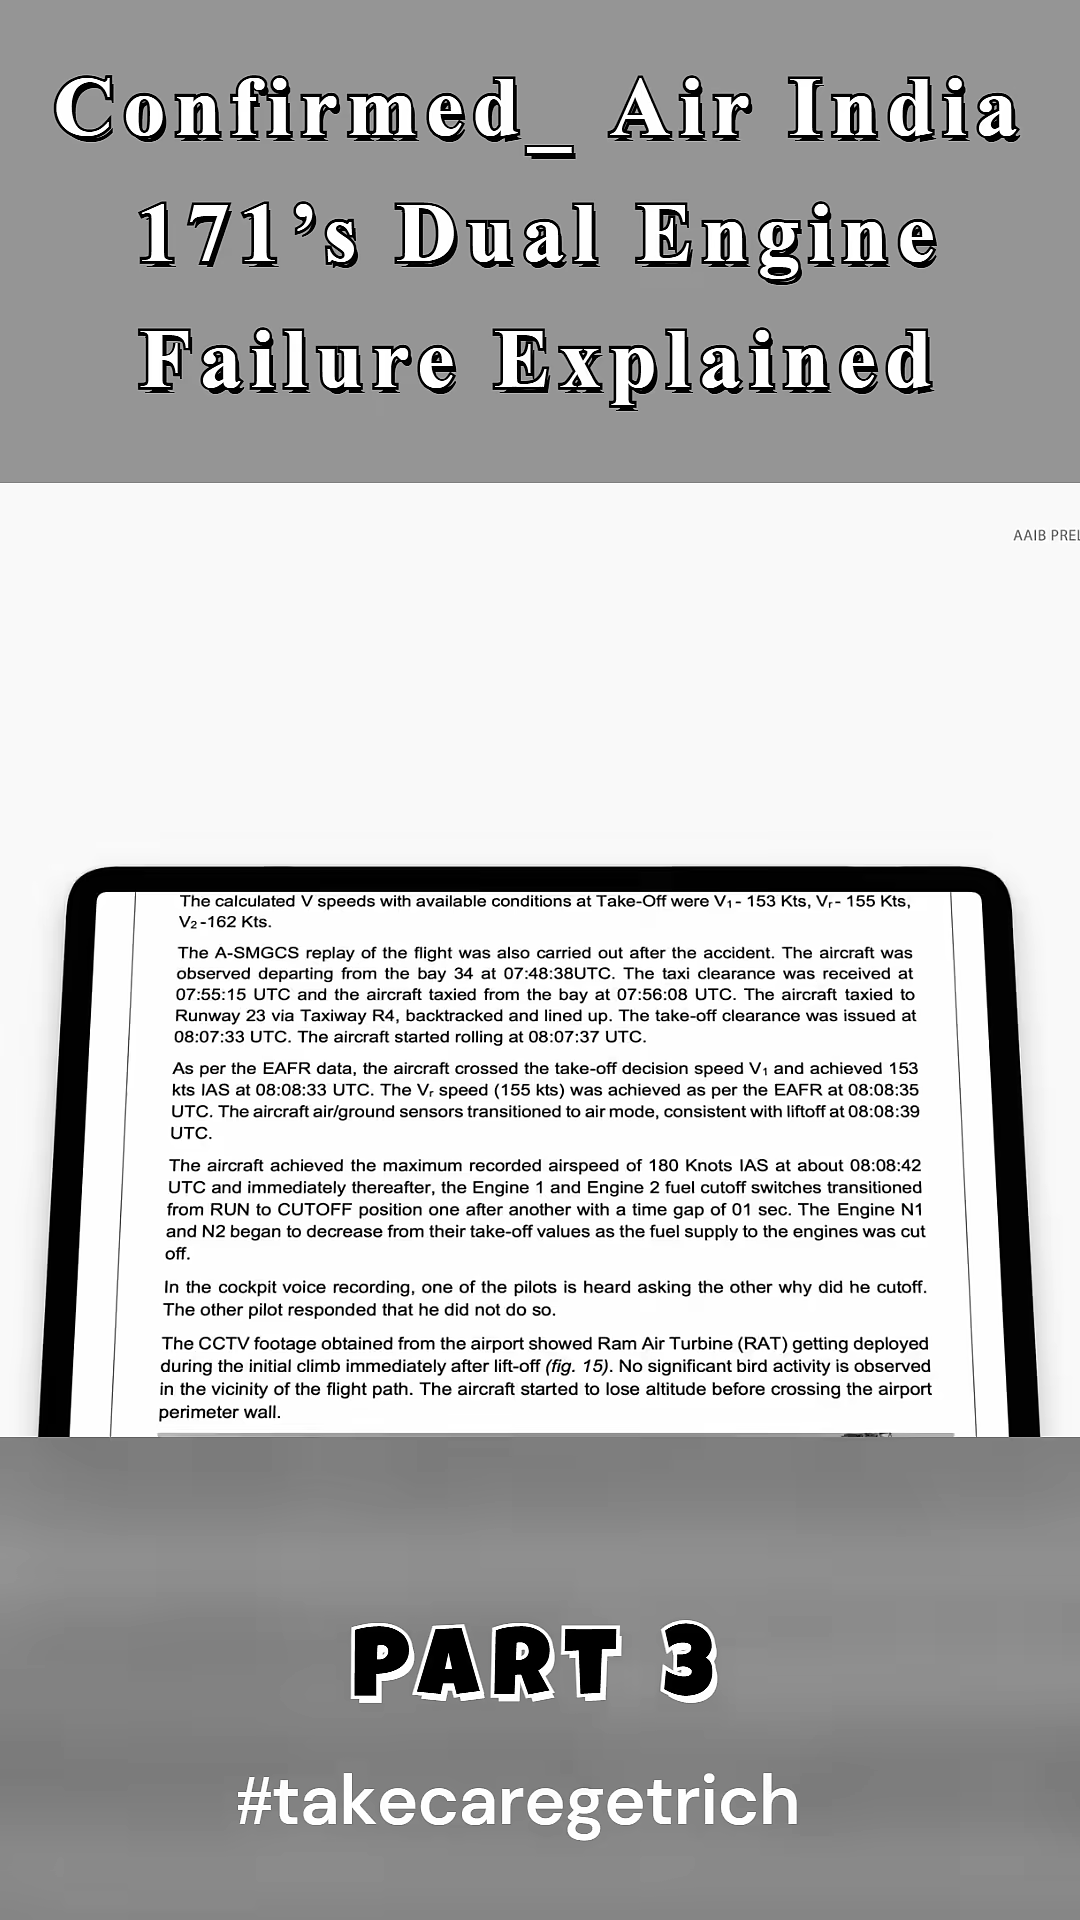 Confirmed_ Air India
171’s Dual Engine
Failure Explained
AAIB PREL
The calculated V speeds with available conditions at Take-Off were V1- 153 Kts, Vr- 155 Kts,
V2 -162 Kts.
The A-SMGCS replay of the flight was also carried out after the accident. The aircraft was
observed departing from the bay 34 at 07:48:38UTC. The taxi clearance was received at
07:55:15 UTC and the aircraft taxied from the bay at 07:56:08 UTC. The aircraft taxied to
Runway 23 via Taxiway R4, backtracked and lined up. The take-off clearance was issued at
08:07:33 UTC. The aircraft started rolling at 08:07:37 UTC.
As per the EAFR data, the aircraft crossed the take-off decision speed V1 and achieved 153
kts IAS at 08:08:33 UTC. The Vr speed (155 kts) was achieved as per the EAFR at 08:08:35
UTC. The aircraft air/ground sensors transitioned to air mode, consistent with liftoff at 08:08:39
UTC.
The aircraft achieved the maximum recorded airspeed of 180 Knots IAS at about 08:08:42
UTC and immediately thereafter, the Engine 1 and Engine 2 fuel cutoff switches transitioned
from RUN to CUTOFF position one after another with a time gap of 01 sec. The Engine N1
and N2 began to decrease from their take-off values as the fuel supply to the engines was cut
off.
In the cockpit voice recording, one of the pilots is heard asking the other why did he cutoff.
The other pilot responded that he did not do so.
The CCTV footage obtained from the airport showed Ram Air Turbine (RAT) getting deployed
during the initial climb immediately after lift-off (fig. 15). No significant bird activity is observed
in the vicinity of the flight path. The aircraft started to lose altitude before crossing the airport
perimeter wall.
PART 3
#takecaregetrich